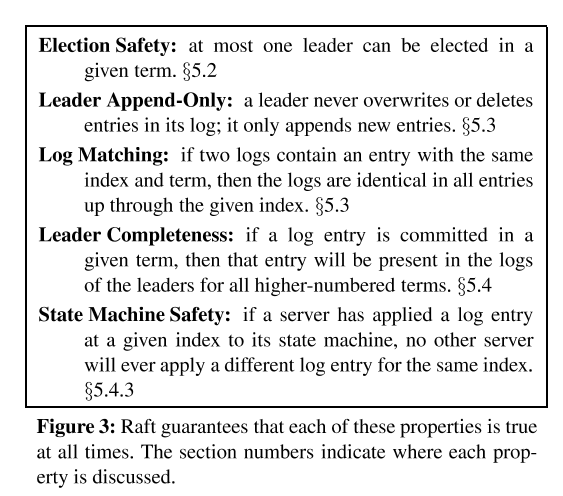 Election Safety: at most one leader can be elected in a
given term. §5.2
Leader Append-Only: a leader never overwrites or deletes
entries in its log; it only appends new entries. §5.3
Log Matching: if two logs contain an entry with the same
index and term, then the logs are identical in all entries
up through the given index. §5.3
Leader Completeness: if a log entry is committed in a
given term, then that entry will be present in the logs
of the leaders for all higher-numbered terms. §5.4
State Machine Safety: if a server has applied a log entry
at a given index to its state machine, no other server
will ever apply a different log entry for the same index.
§5.4.3
Figure 3: Raft guarantees that each of these properties is true
at all times. The section numbers indicate where each prop-
erty is discussed.